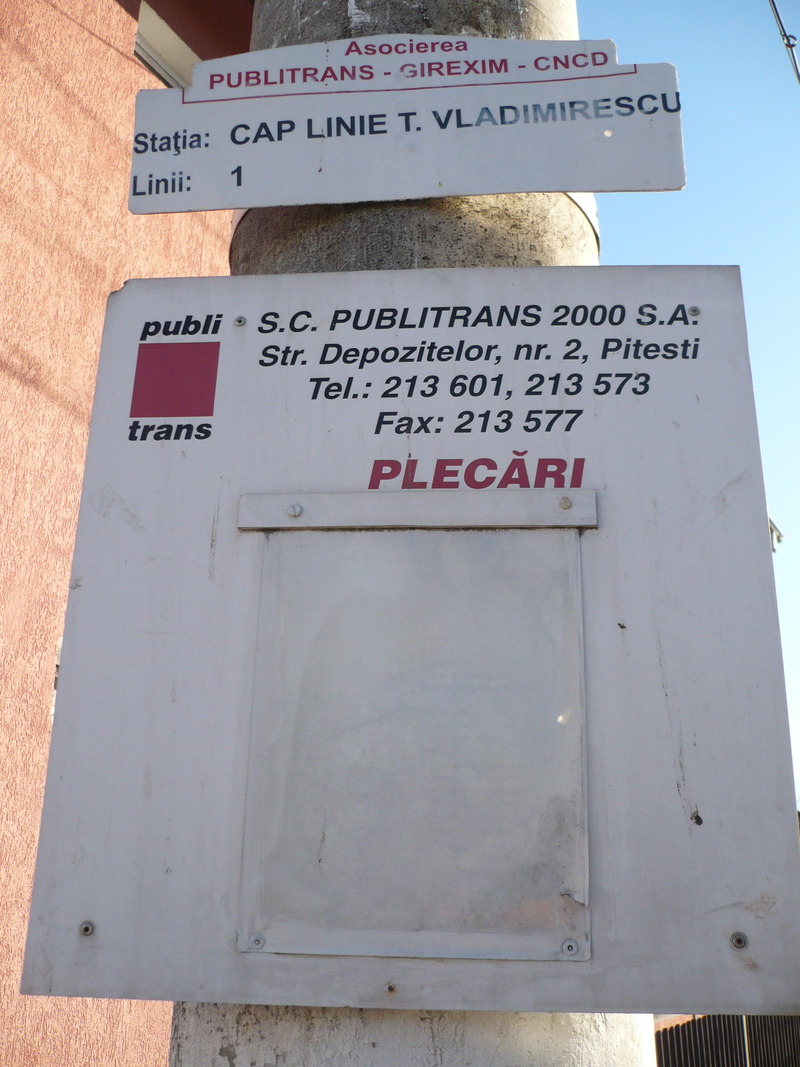 Asocierea
PUBLITRANS - GIREXIM - CNCD
Staţia: CAP LINIE T. VLADIMIRESCU
Linii: 1
publi
trans
S.C. PUBLITRANS 2000 S.A.
Str. Depozitelor, nr. 2, Pitesti
Tel.: 213 601, 213 573
Fax: 213 577
PLECĂRI